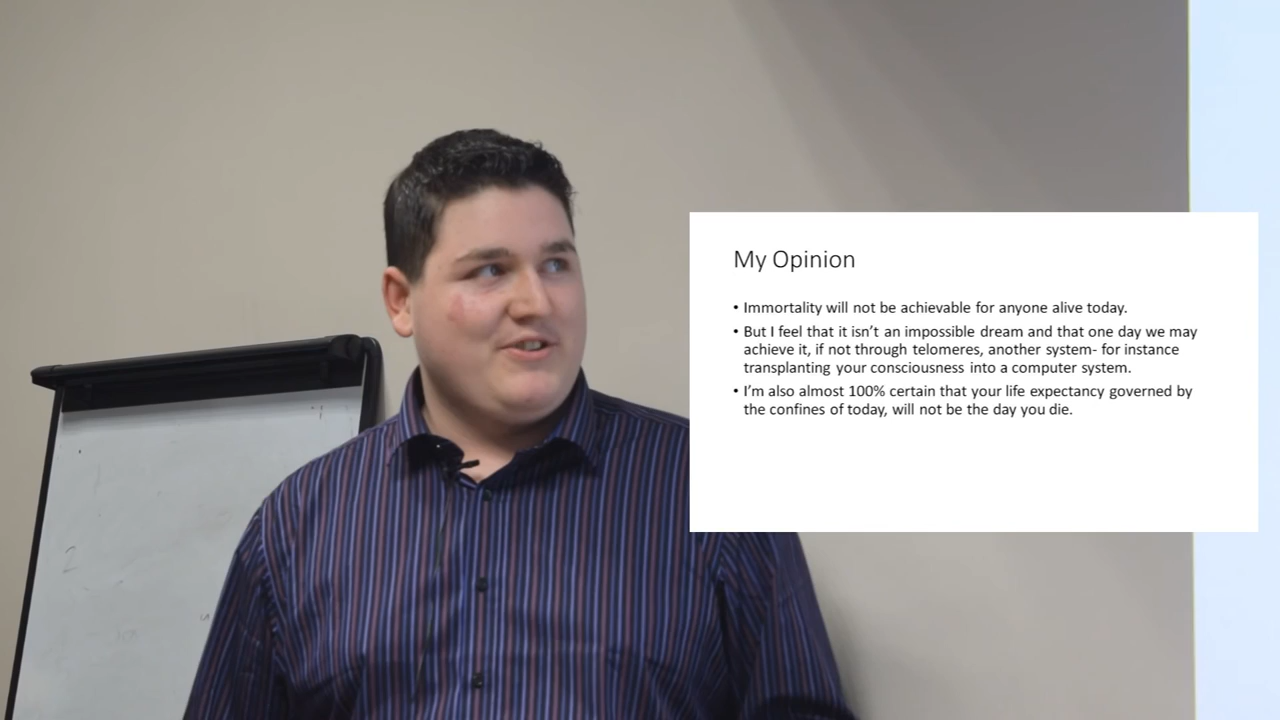 My Opinion
• Immortality will not be achievable for anyone alive today.
• But I feel that it isn't an impossible dream and that one day we may
achieve it, if not through telomeres, another system- for instance
transplanting your consciousness into a computer system.
• I'm also almost 100% certain that your life expectancy governed by
the confines of today, will not be the day you die.
2